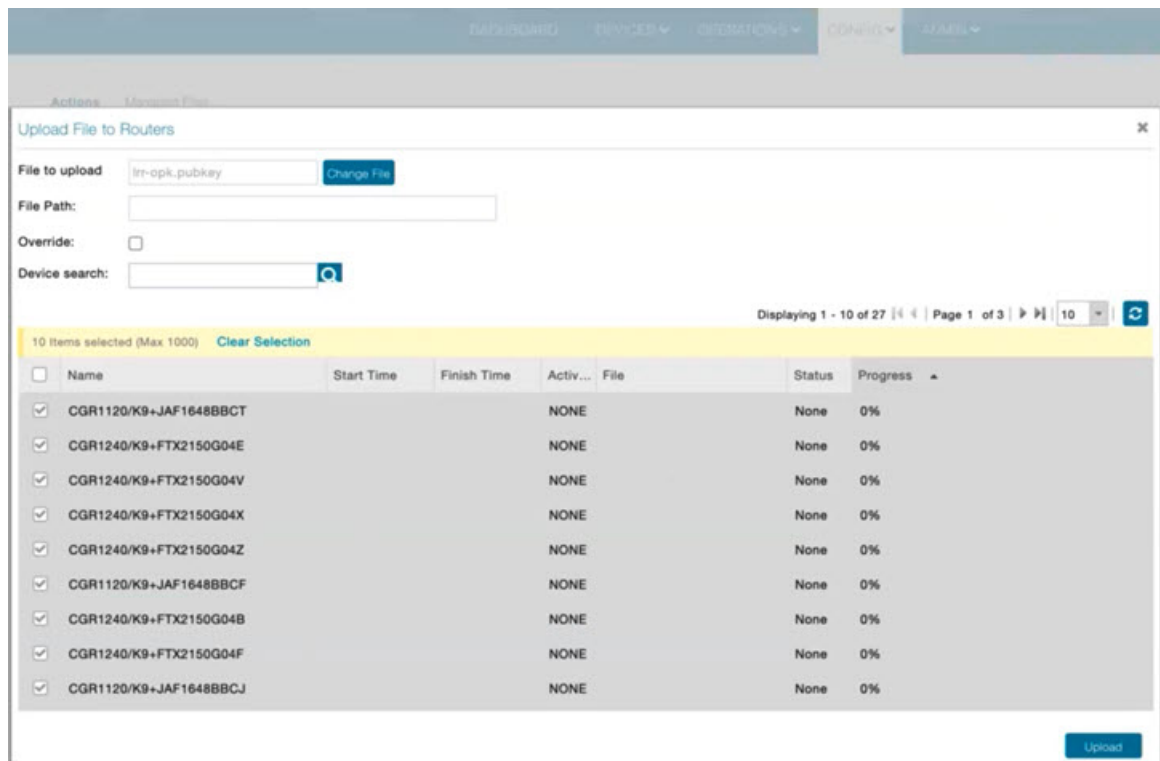 DASHBOARD DEVICES OPERATIONS CONFIG ADMIN
Actions Managed Files
Upload File to Routers
File to upload lrr-opk.pubkey Change File
File Path:
Override:
Device search:
Displaying 1 - 10 of 27 Page 1 of 3 10
10 Items selected (Max 1000) Clear Selection
Name Start Time Finish Time Activ... File Status Progress
CGR1120/K9+JAF1648BBCT NONE None 0%
CGR1240/K9+FTX2150G04E NONE None 0%
CGR1240/K9+FTX2150G04V NONE None 0%
CGR1240/K9+FTX2150G04X NONE None 0%
CGR1240/K9+FTX2150G04Z NONE None 0%
CGR1120/K9+JAF1648BBCF NONE None 0%
CGR1240/K9+FTX2150G04B NONE None 0%
CGR1240/K9+FTX2150G04F NONE None 0%
CGR1120/K9+JAF1648BBCJ NONE None 0%
Upload